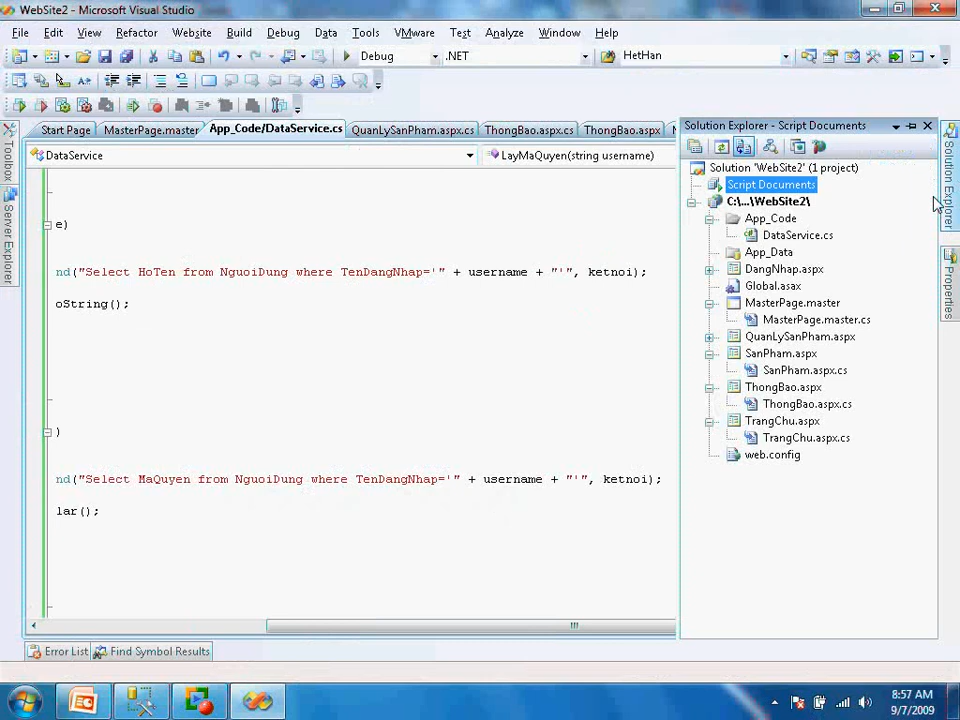 WebSite2 - Microsoft Visual Studio
File Edit View Refactor Website Build Debug Data Tools VMware Test Analyze Window Help
Debug .NET HetHan
Start Page MasterPage.master App_Code/DataService.cs QuanLySanPham.aspx.cs ThongBao.aspx.cs ThongBao.aspx
DataService LayMaQuyen(string username)
e)
nd("Select HoTen from NguoiDung where TenDangNhap='" + username + "'", ketnoi);
oString();
)
nd("Select MaQuyen from NguoiDung where TenDangNhap='" + username + "'", ketnoi);
lar();
Toolbox
Server Explorer
Solution Explorer - Script Documents
Solution 'WebSite2' (1 project)
Script Documents
C:\...\WebSite2\
App_Code
DataService.cs
App_Data
DangNhap.aspx
Global.asax
MasterPage.master
MasterPage.master.cs
QuanLySanPham.aspx
SanPham.aspx
SanPham.aspx.cs
ThongBao.aspx
ThongBao.aspx.cs
TrangChu.aspx
TrangChu.aspx.cs
web.config
Solution Explorer
Properties
Error List Find Symbol Results
8:57 AM
9/7/2009